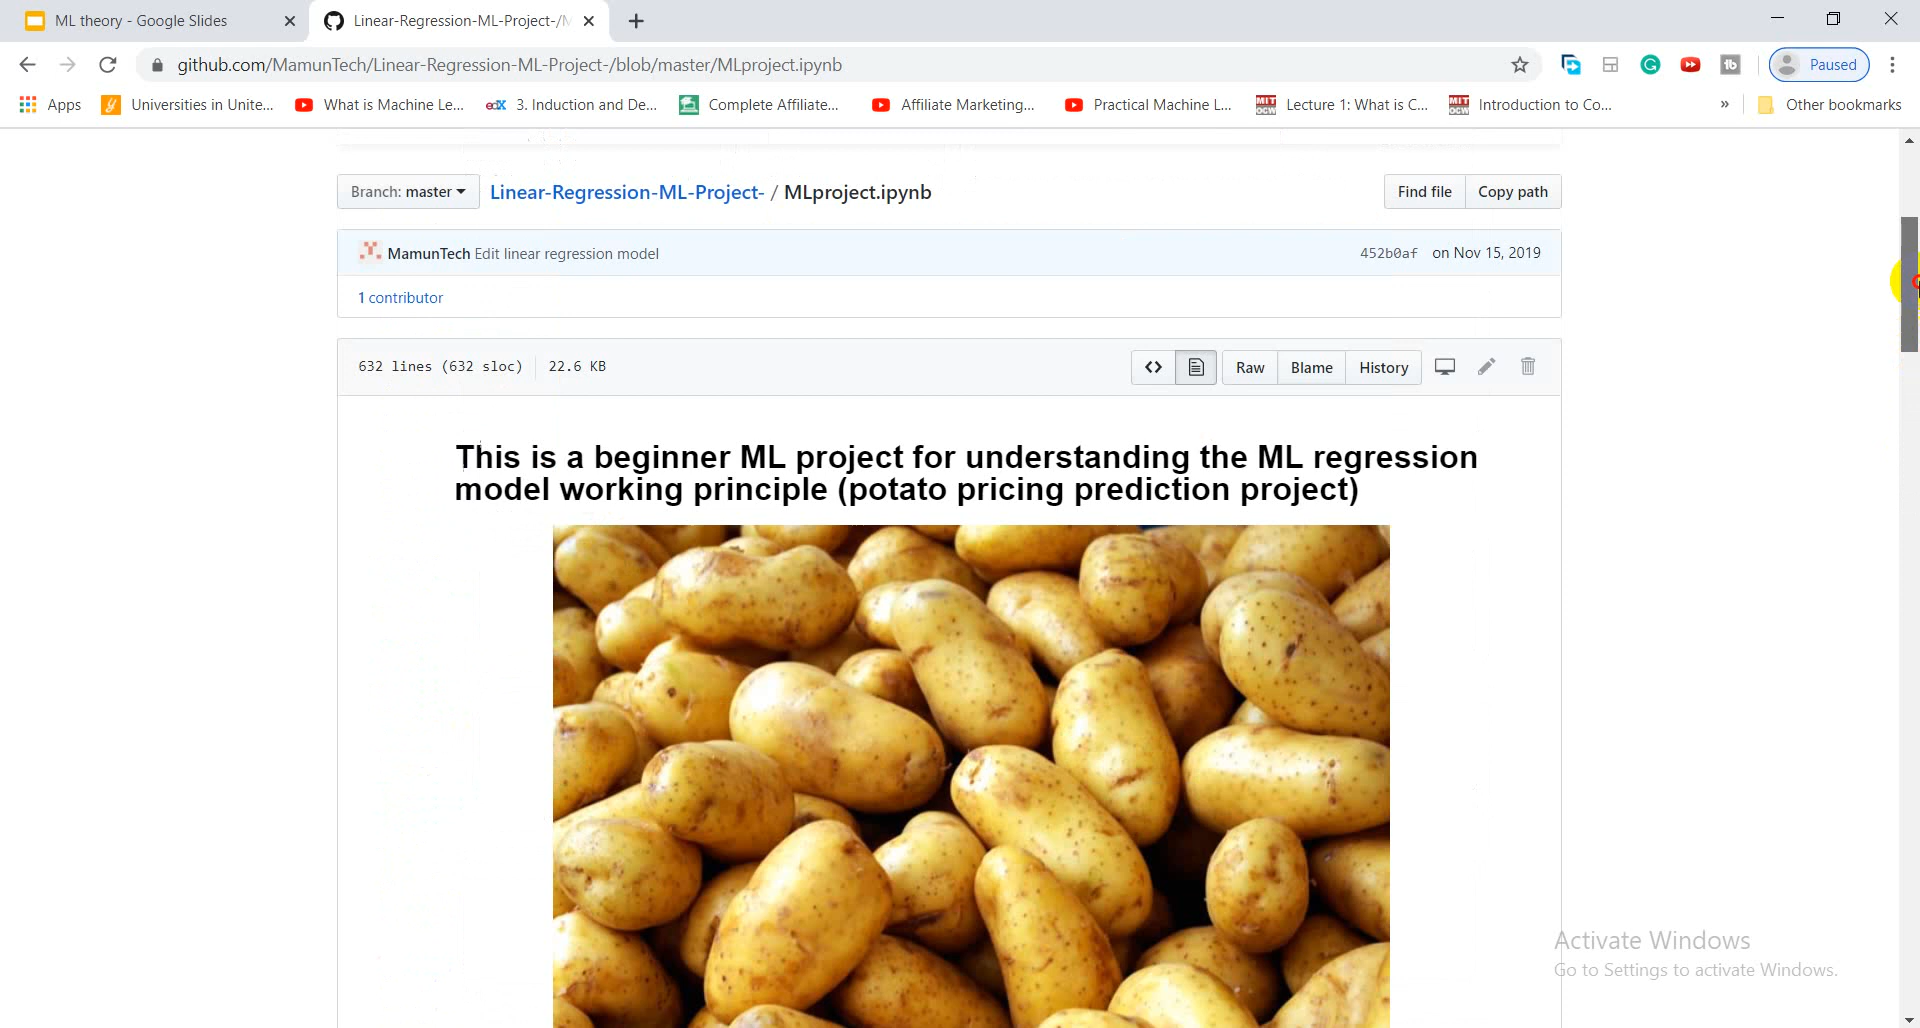 ML theory - Google Slides
Linear-Regression-ML-Project-/M
github.com/MamunTech/Linear-Regression-ML-Project-/blob/master/MLproject.ipynb
Paused
Apps
Universities in Unite...
What is Machine Le...
edX 3. Induction and De...
Complete Affiliate...
Affiliate Marketing...
Practical Machine L...
MIT OCW Lecture 1: What is C...
MIT OCW Introduction to Co...
» Other bookmarks
Branch: master
Linear-Regression-ML-Project- / MLproject.ipynb
Find file
Copy path
MamunTech Edit linear regression model
452b0af on Nov 15, 2019
1 contributor
632 lines (632 sloc)
22.6 KB
<>
Raw
Blame
History
This is a beginner ML project for understanding the ML regression
model working principle (potato pricing prediction project)
Activate Windows
Go to Settings to activate Windows.